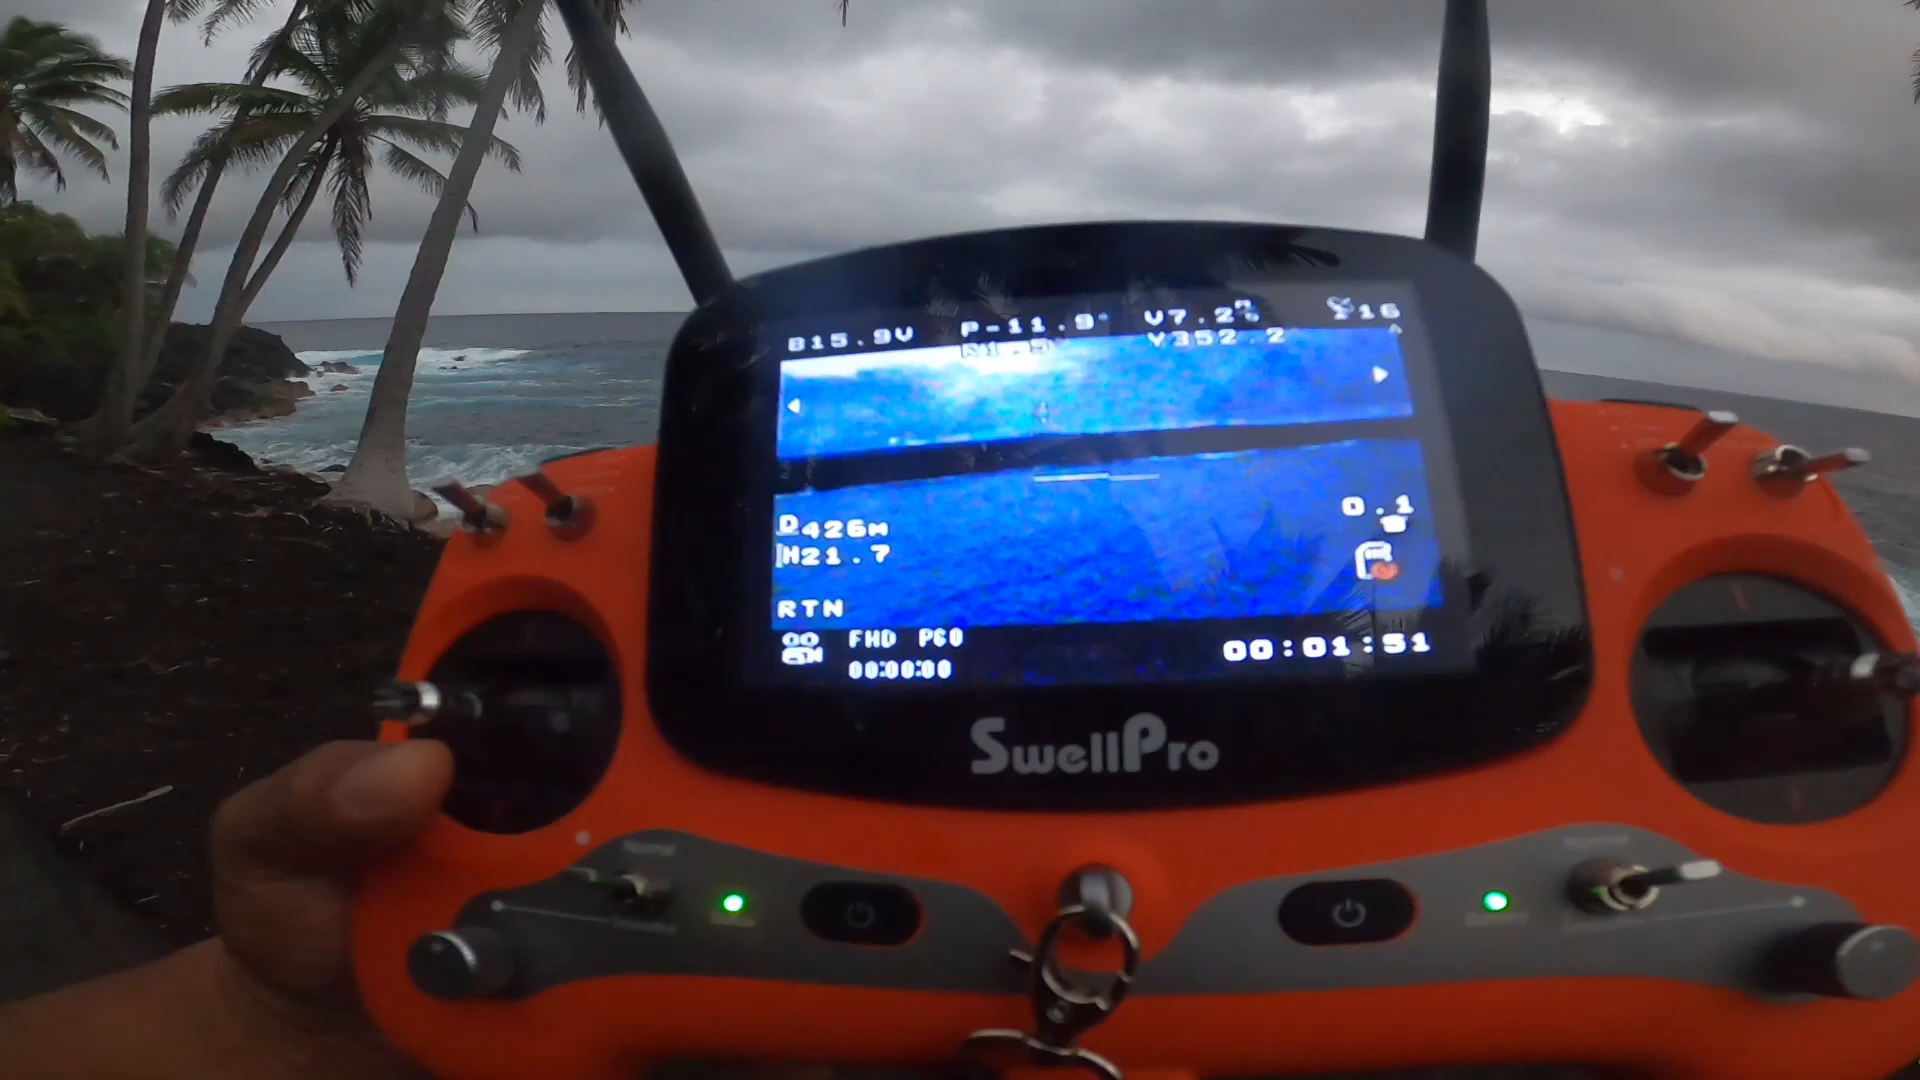 B15.9V P-11.9° V7.2 16
Y352.2
D426M
H21.7
0.1
RTN
FHD P60
00:00:00
00:01:51
SwellPro